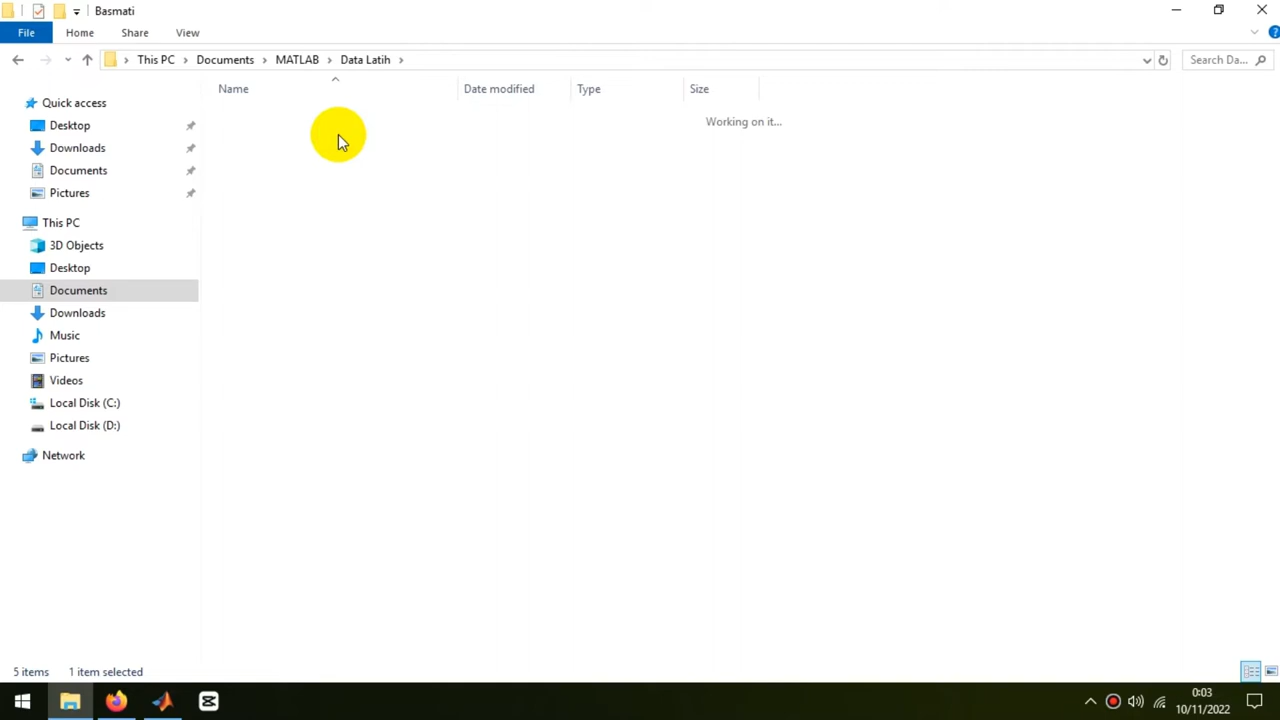 Basmati
File Home Share View
This PC Documents MATLAB Data Latih Search Da...
Name Date modified Type Size
Working on it...
Quick access
Desktop
Downloads
Documents
Pictures
This PC
3D Objects
Desktop
Documents
Downloads
Music
Pictures
Videos
Local Disk (C:)
Local Disk (D:)
Network
5 items 1 item selected
0:03
10/11/2022